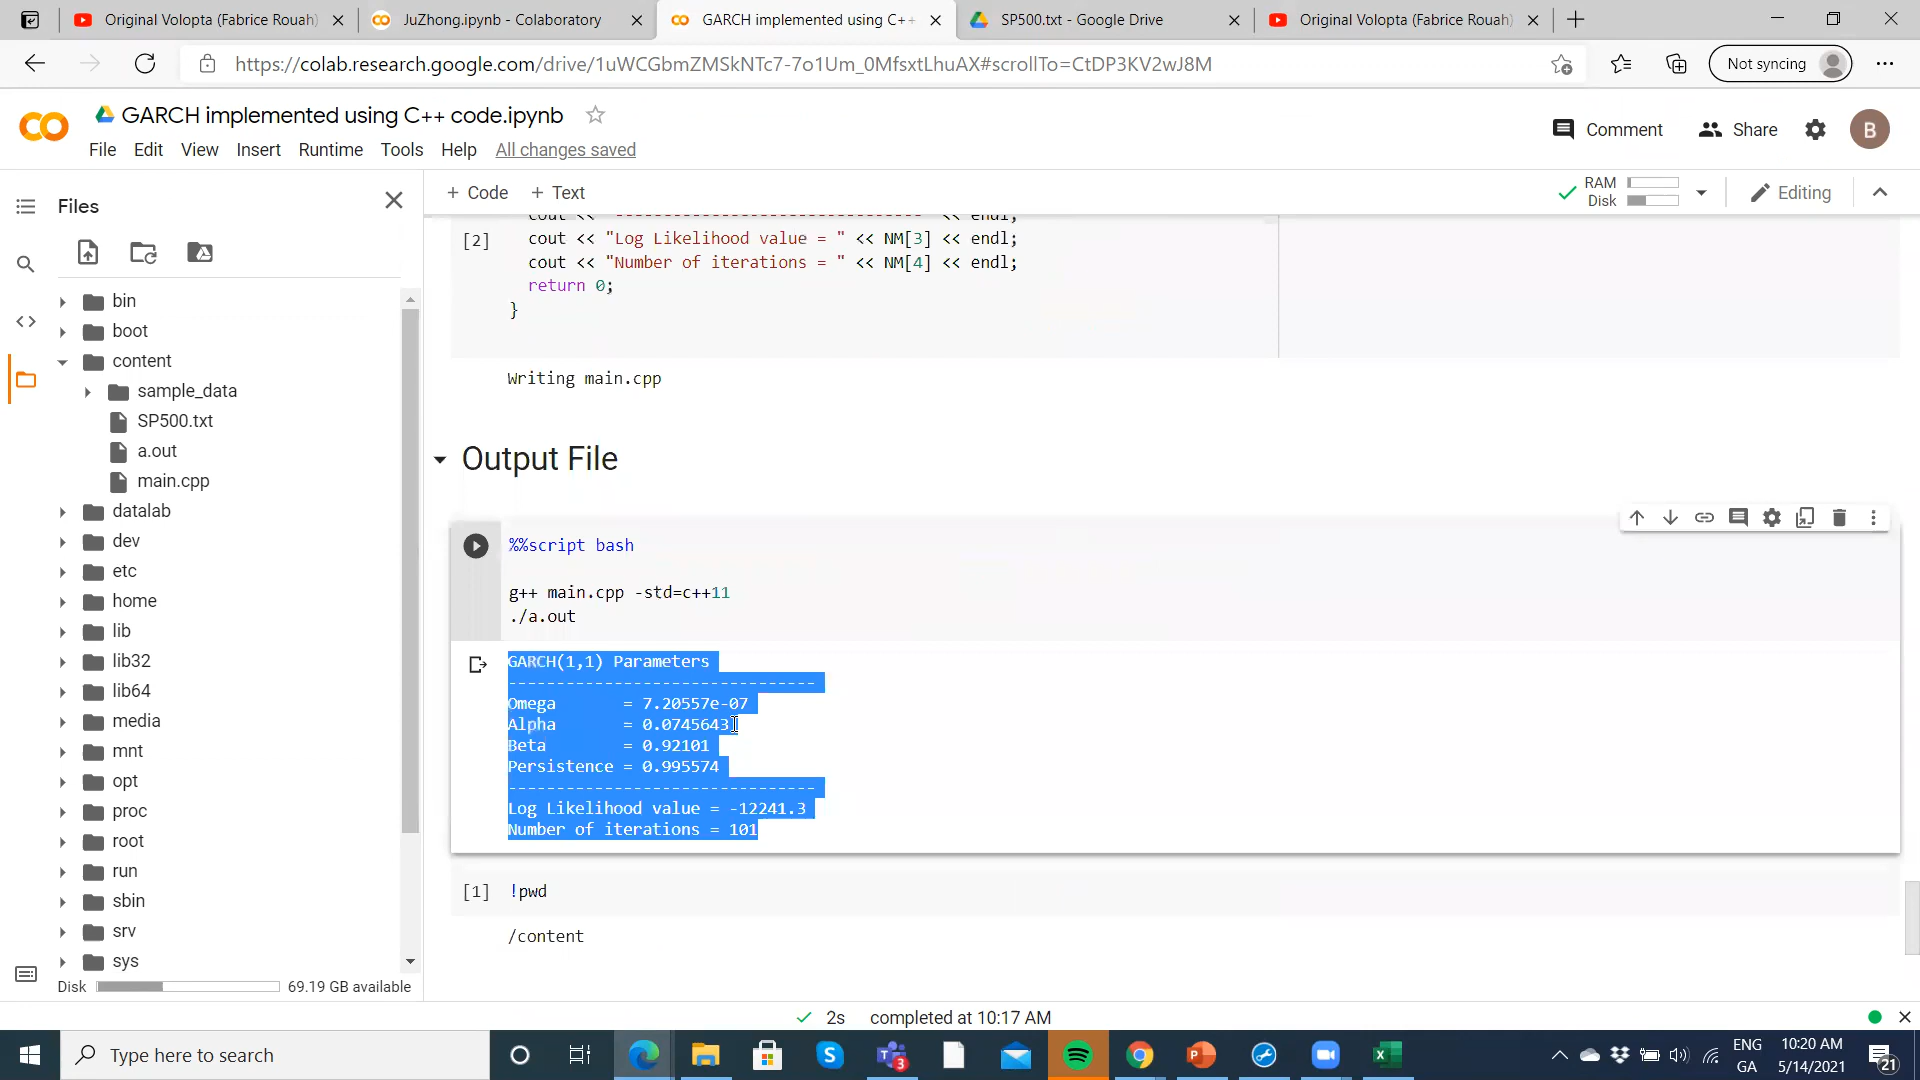 Original Volopta (Fabrice Rouah)
JuZhong.ipynb - Colaboratory
GARCH implemented using C++
SP500.txt - Google Drive
Original Volopta (Fabrice Rouah)
https://colab.research.google.com/drive/1uWCGbmZMSkNTc7-7o1Um_0MfsxtLhuAX#scrollTo=CtDP3KV2wJ8M
Not syncing
GARCH implemented using C++ code.ipynb
Comment
Share
B
File Edit View Insert Runtime Tools Help All changes saved
Files
+ Code + Text
RAM
Disk
Editing
bin
boot
content
sample_data
SP500.txt
a.out
main.cpp
datalab
dev
etc
home
lib
lib32
lib64
media
mnt
opt
proc
root
run
sbin
srv
sys
Disk 69.19 GB available
cout << "-------------------------------" << endl;
[2] cout << "Log Likelihood value = " << NM[3] << endl;
cout << "Number of iterations = " << NM[4] << endl;
return 0;
}
Writing main.cpp
Output File
%%script bash
g++ main.cpp -std=c++11
./a.out
GARCH(1,1) Parameters
--------------------------------
Omega = 7.20557e-07
Alpha = 0.0745643
Beta = 0.92101
Persistence = 0.995574
--------------------------------
Log Likelihood value = -12241.3
Number of iterations = 101
[1] !pwd
/content
2s completed at 10:17 AM
Type here to search
3
ENG
GA
10:20 AM
5/14/2021
21